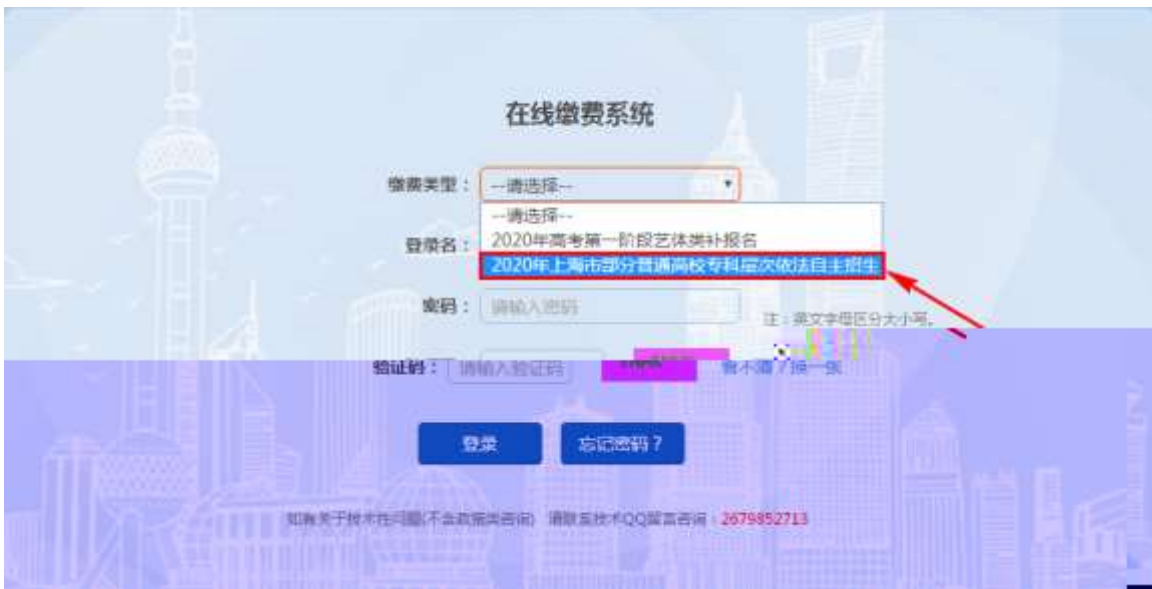 在线缴费系统
缴费类型： --请选择--
--请选择--
登录名： 2020年高考第一阶段艺体类补报名
2020年上海市部分普通高校专科层次依法自主招生
密码： 请输入密码
注：英文字母区分大小写。
验证码： 请输入验证码 看不清？换一张
登录 忘记密码？
如有关于技术性问题(不含政策类咨询) 请联系技术QQ留言咨询：2679852713